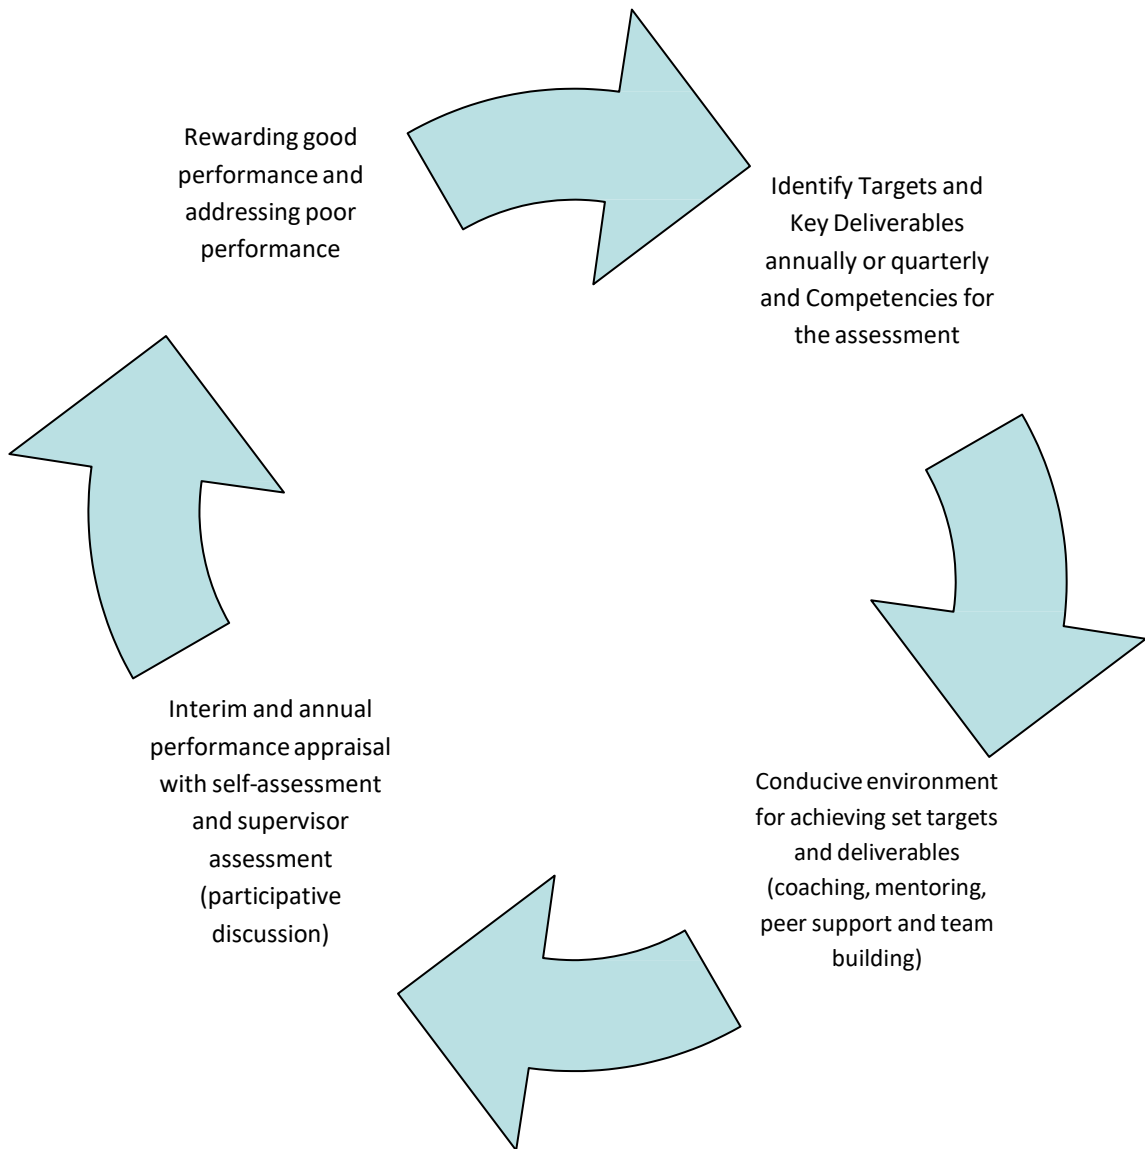 Rewarding good
performance and
addressing poor
performance
Identify Targets and
Key Deliverables
annually or quarterly
and Competencies for
the assessment
Conducive environment
for achieving set targets
and deliverables
(coaching, mentoring,
peer support and team
building)
Interim and annual
performance appraisal
with self-assessment
and supervisor
assessment
(participative
discussion)